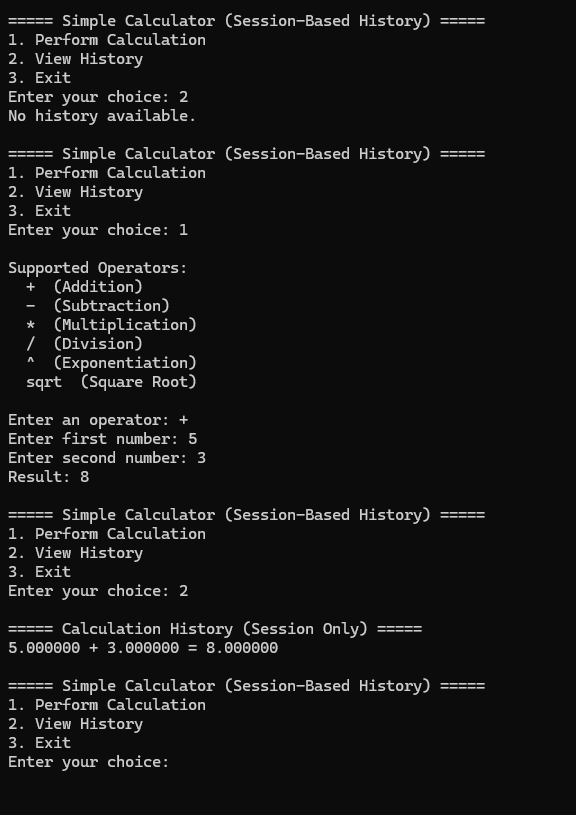 ===== Simple Calculator (Session-Based History) =====
1. Perform Calculation
2. View History
3. Exit
Enter your choice: 2
No history available.
===== Simple Calculator (Session-Based History) =====
1. Perform Calculation
2. View History
3. Exit
Enter your choice: 1
Supported Operators:
+ (Addition)
- (Subtraction)
* (Multiplication)
/ (Division)
^ (Exponentiation)
sqrt (Square Root)
Enter an operator: +
Enter first number: 5
Enter second number: 3
Result: 8
===== Simple Calculator (Session-Based History) =====
1. Perform Calculation
2. View History
3. Exit
Enter your choice: 2
===== Calculation History (Session Only) =====
5.000000 + 3.000000 = 8.000000
===== Simple Calculator (Session-Based History) =====
1. Perform Calculation
2. View History
3. Exit
Enter your choice: